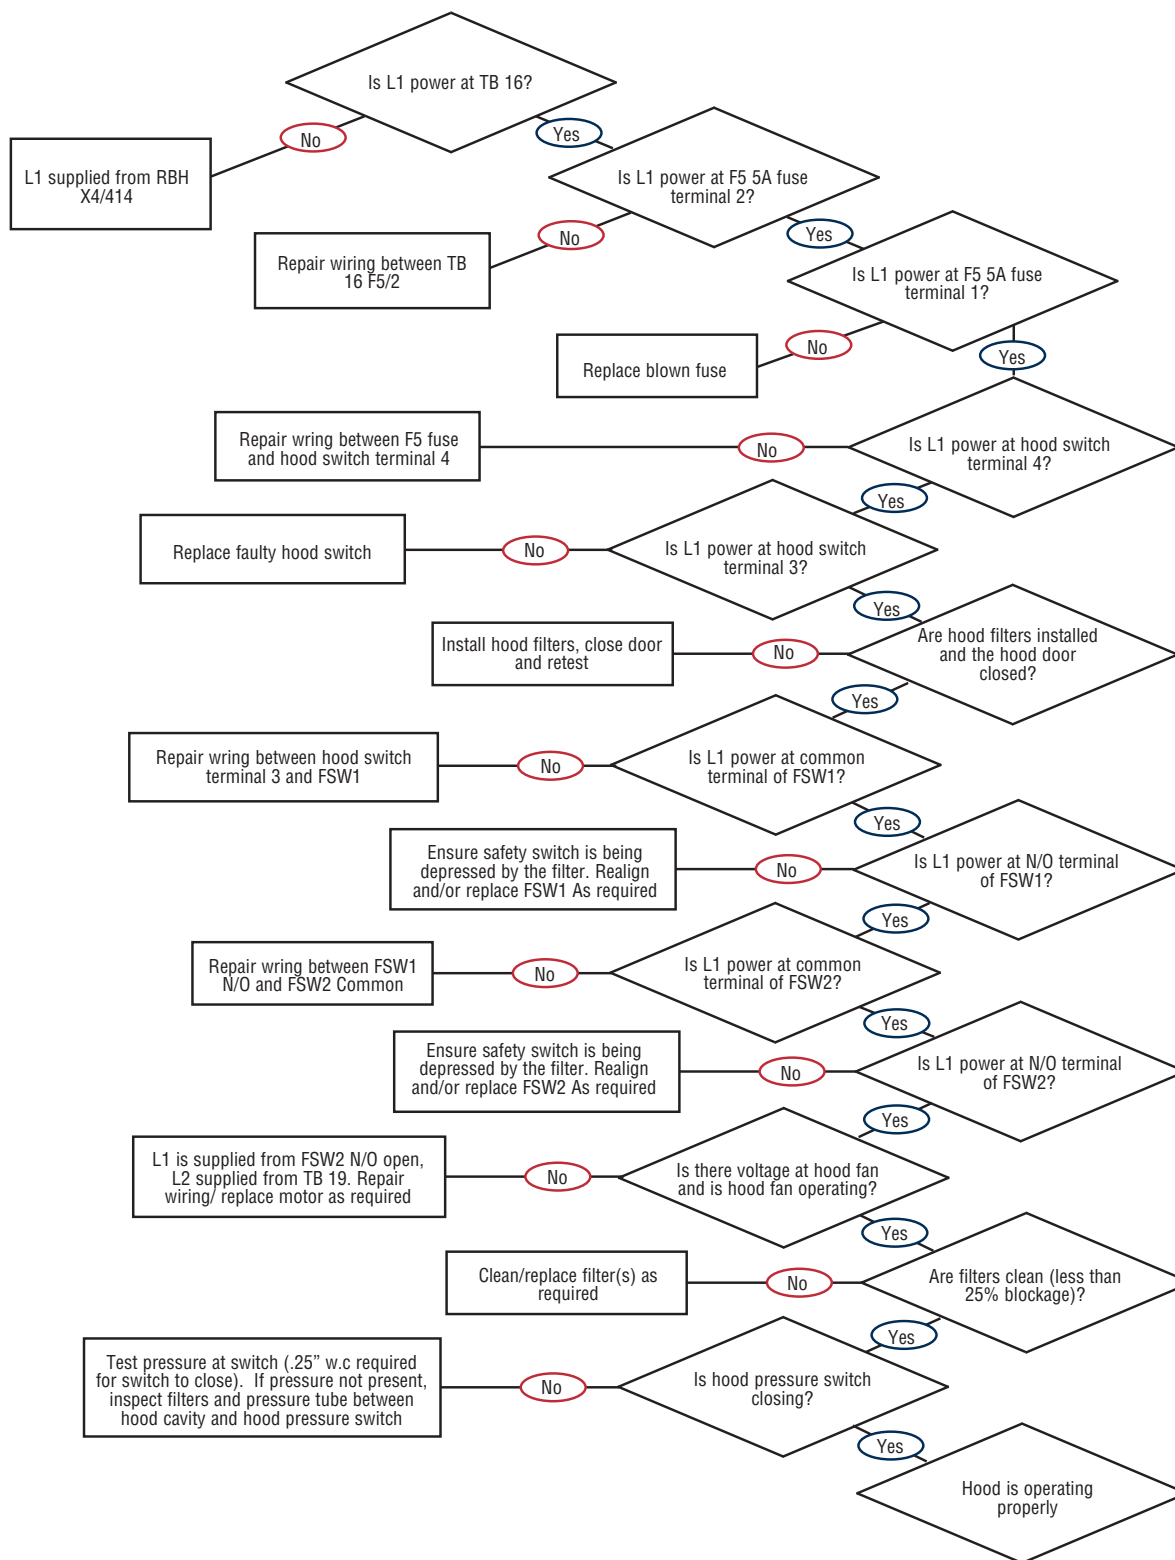 Is L1 power at TB 16?
No
Yes
L1 supplied from RBH
X4/414
Is L1 power at F5 5A fuse
terminal 2?
No
Yes
Repair wiring between TB
16 F5/2
Is L1 power at F5 5A fuse
terminal 1?
No
Yes
Replace blown fuse
Repair wring between F5 fuse
and hood switch terminal 4
No
Is L1 power at hood switch
terminal 4?
Yes
Replace faulty hood switch
No
Is L1 power at hood switch
terminal 3?
Yes
Install hood filters, close door
and retest
No
Are hood filters installed
and the hood door
closed?
Yes
Repair wring between hood switch
terminal 3 and FSW1
No
Is L1 power at common
terminal of FSW1?
Yes
Ensure safety switch is being
depressed by the filter. Realign
and/or replace FSW1 As required
No
Is L1 power at N/O terminal
of FSW1?
Yes
Repair wring between FSW1
N/O and FSW2 Common
No
Is L1 power at common
terminal of FSW2?
Yes
Ensure safety switch is being
depressed by the filter. Realign
and/or replace FSW2 As required
No
Is L1 power at N/O terminal
of FSW2?
Yes
L1 is supplied from FSW2 N/O open,
L2 supplied from TB 19. Repair
wiring/ replace motor as required
No
Is there voltage at hood fan
and is hood fan operating?
Yes
Clean/replace filter(s) as
required
No
Are filters clean (less than
25% blockage)?
Yes
Test pressure at switch (.25” w.c required
for switch to close).  If pressure not present,
inspect filters and pressure tube between
hood cavity and hood pressure switch
No
Is hood pressure switch
closing?
Yes
Hood is operating
properly